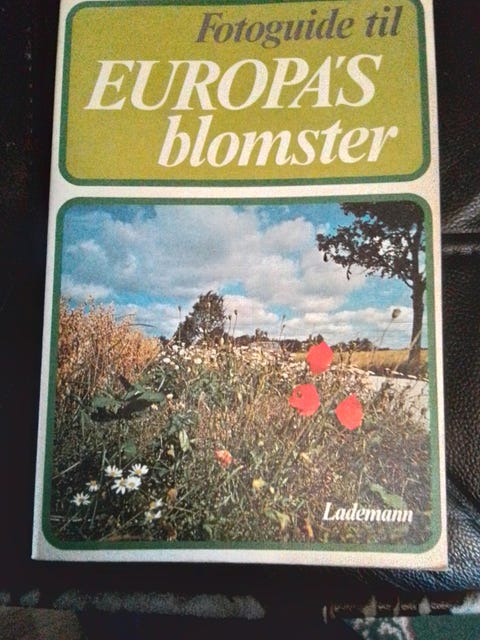 Fotoguide til
EUROPA'S
blomster
Lademann